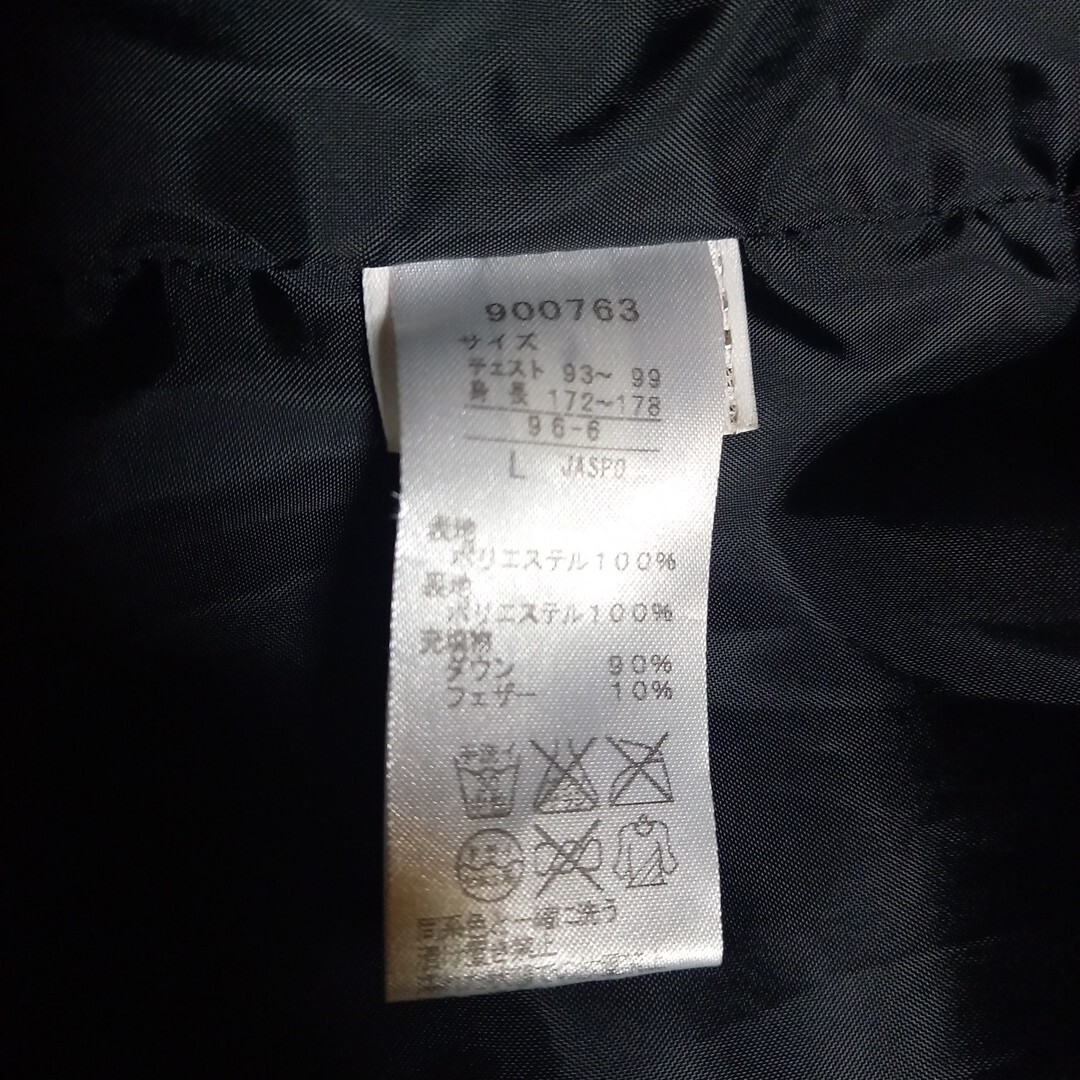 900763
サイズ
チェスト 93〜 99
身 長 172〜178
96-6
L JASPO
表地
ポリエステル100%
裏地
ポリエステル100%
充填物
ダウン 90%
フェザー 10%
手洗イ
同系色と一緒に洗う